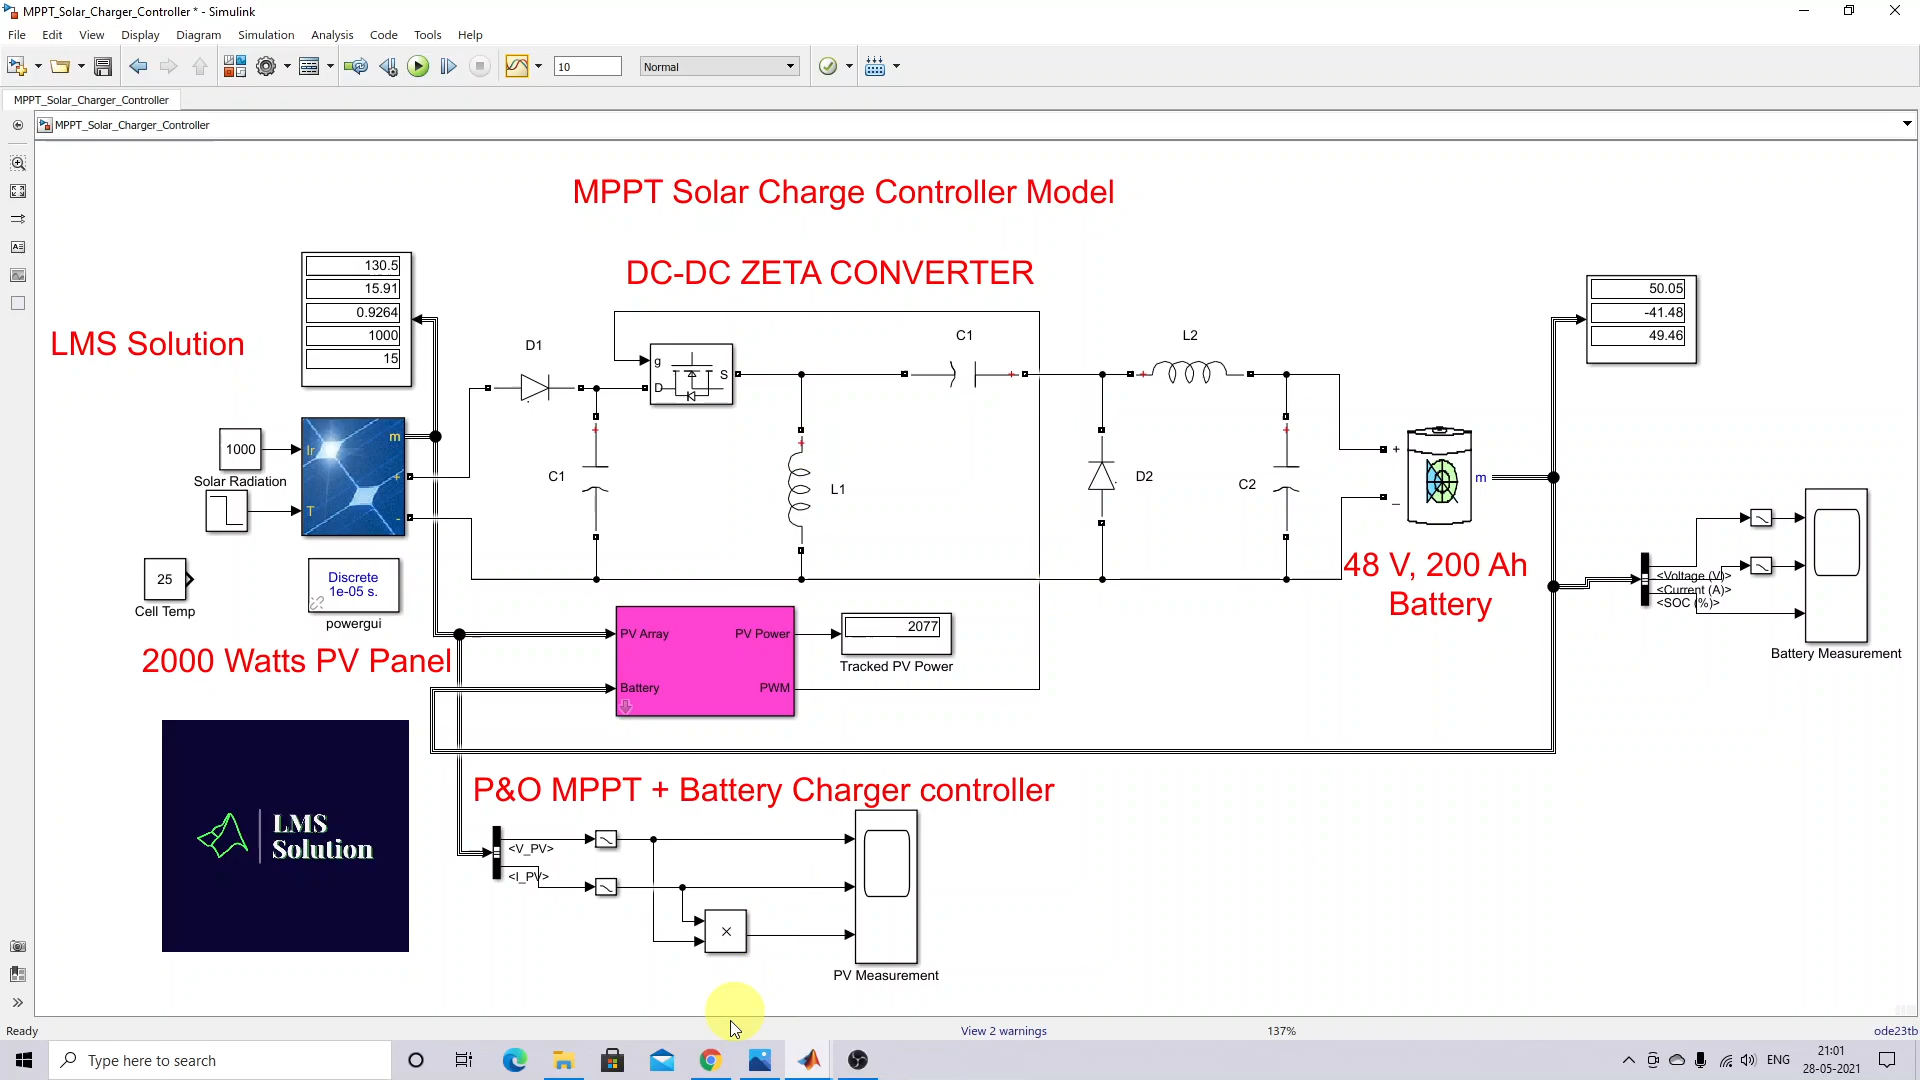 MPPT_Solar_Charger_Controller * - Simulink
File Edit View Display Diagram Simulation Analysis Code Tools Help
10
Normal
MPPT_Solar_Charger_Controller
MPPT_Solar_Charger_Controller
MPPT Solar Charge Controller Model
DC-DC ZETA CONVERTER
LMS Solution
130.5
15.91
0.9264
1000
15
D1
g
D
S
C1
L2
50.05
-41.48
49.46
1000
Solar Radiation
Ir
T
m
+
-
C1
L1
D2
C2
+
_
m
48 V, 200 Ah
Battery
25
Cell Temp
Discrete
1e-05 s.
powergui
2000 Watts PV Panel
PV Array
PV Power
Battery
PWM
2077
Tracked PV Power
<Voltage (V)>
<Current (A)>
<SOC (%)>
Battery Measurement
LMS
Solution
P&O MPPT + Battery Charger controller
<V_PV>
<I_PV>
×
PV Measurement
Ready
View 2 warnings
137%
ode23tb
Type here to search
ENG
21:01
28-05-2021